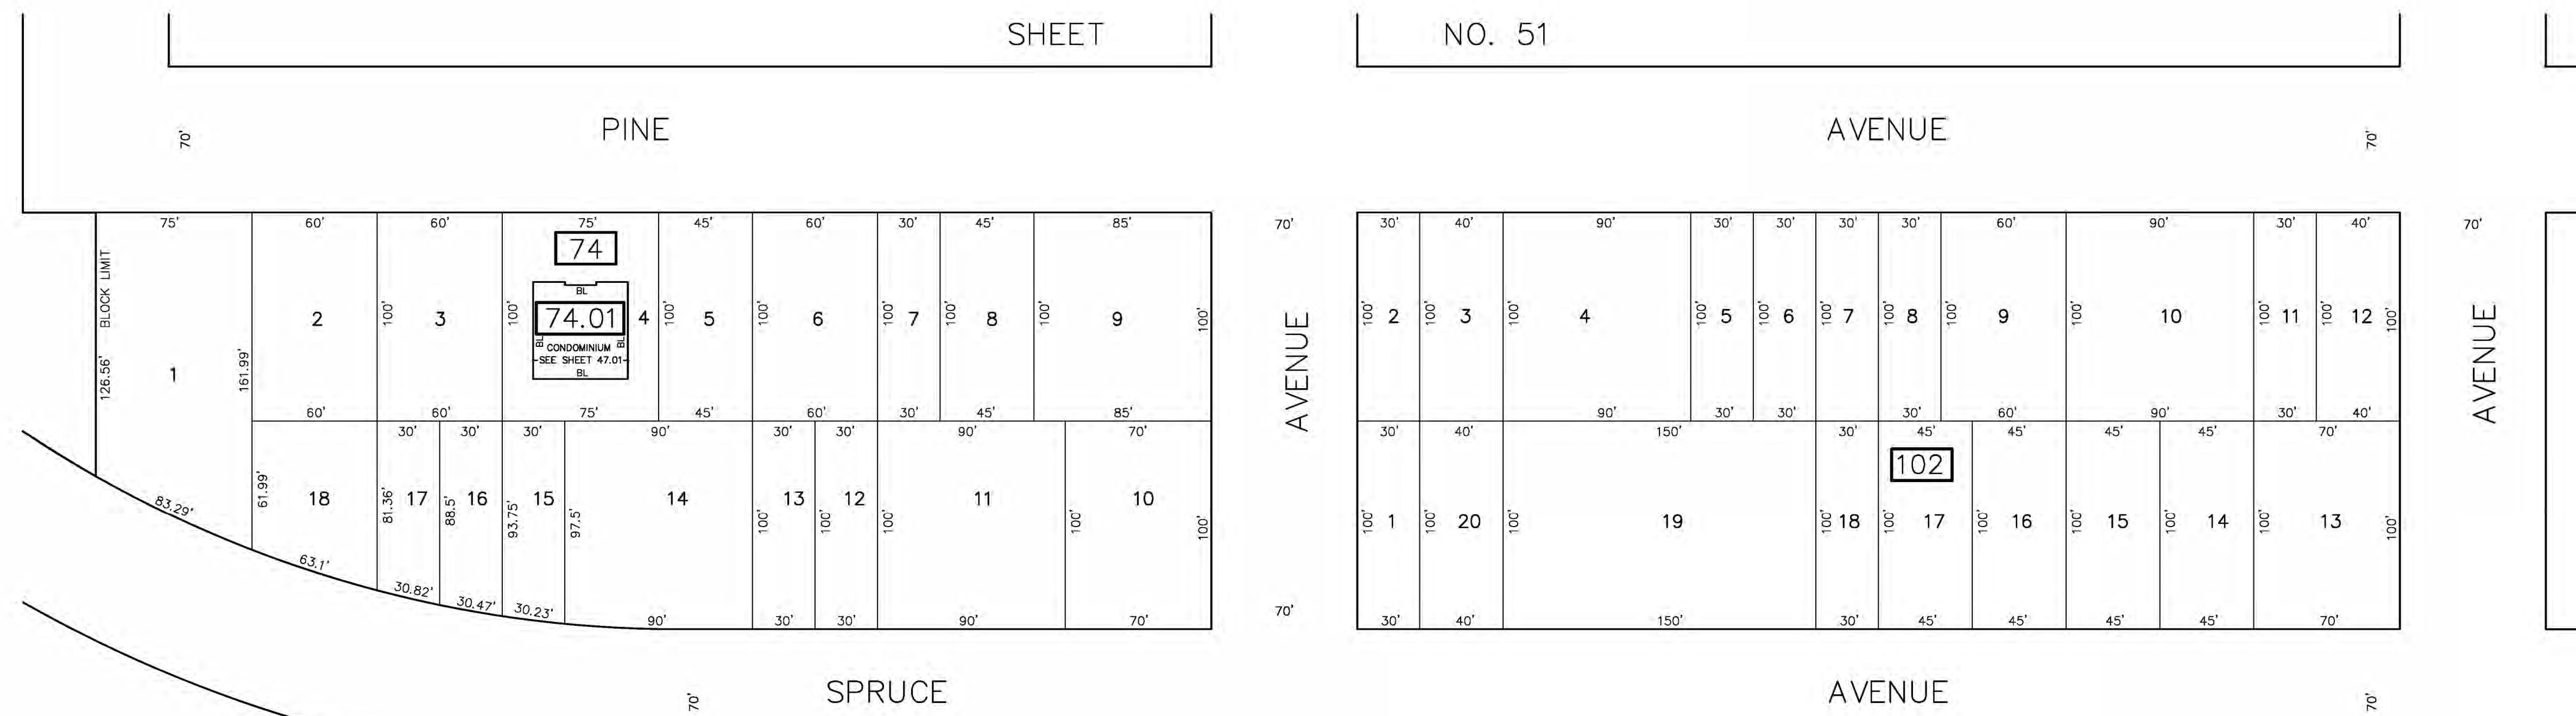 SHEET NO. 51
PINE AVENUE
70' 70'
75' 60' 60' 75' 45' 60' 30' 45' 85' 70' 30' 40' 90' 30' 30' 30' 30' 60' 90' 30' 40' 70'
74
BLOCK LIMIT
BL
74.01
BL BL
CONDOMINIUM
SEE SHEET 47.01
BL
2 100' 3 100' 4 100' 5 100' 6 100' 7 100' 8 100' 9 100'
100' 2 100' 3 100' 4 100' 5 100' 6 100' 7 100' 8 100' 9 100' 10 100' 11 100' 12 100'
AVENUE
AVENUE
126.56' 1 161.99'
60' 60' 75' 45' 60' 30' 45' 85' 90' 30' 30' 30' 60' 90' 30' 40'
30' 30' 30' 90' 30' 30' 90' 70' 30' 40' 150' 30' 45' 45' 45' 45' 70'
102
61.99' 18 81.36' 17 88.5' 16 93.75' 15 97.5' 14 100' 13 100' 12 100' 11 100' 10 100'
100' 1 100' 20 100' 19 100' 18 100' 17 100' 16 100' 15 100' 14 100' 13 100'
83.29'
63.1'
30.82' 30.47' 30.23'
90' 30' 30' 90' 70' 70' 30' 40' 150' 30' 45' 45' 45' 45' 70'
SPRUCE AVENUE
70' 70'